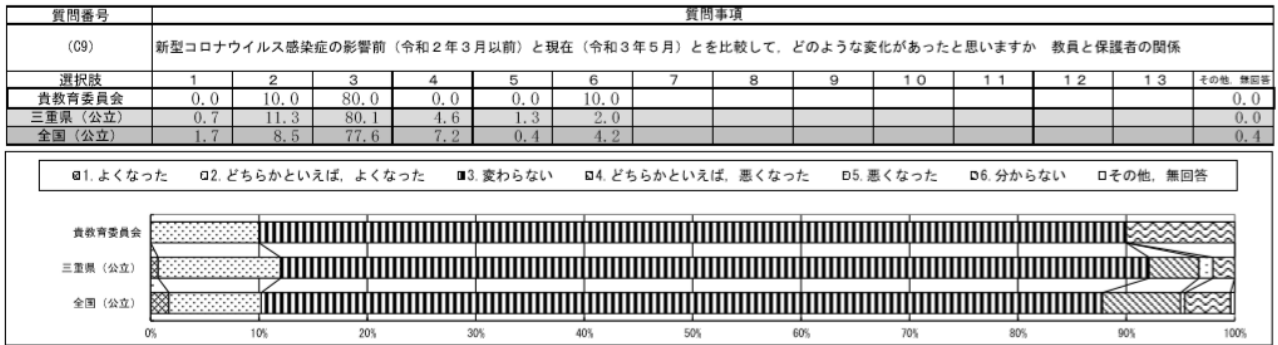 質問番号 質問事項
(C9) 新型コロナウイルス感染症の影響前（令和２年３月以前）と現在（令和３年５月）とを比較して，どのような変化があったと思いますか　教員と保護者の関係
選択肢 1 2 3 4 5 6 7 8 9 10 11 12 13 その他，無回答
貴教育委員会 0.0 10.0 80.0 0.0 0.0 10.0 0.0
三重県（公立） 0.7 11.3 80.1 4.6 1.3 2.0 0.0
全国（公立） 1.7 8.5 77.6 7.2 0.4 4.2 0.4
1. よくなった 2. どちらかといえば，よくなった 3. 変わらない 4. どちらかといえば，悪くなった 5. 悪くなった 6. 分からない その他，無回答
貴教育委員会
三重県（公立）
全国（公立）
0% 10% 20% 30% 40% 50% 60% 70% 80% 90% 100%